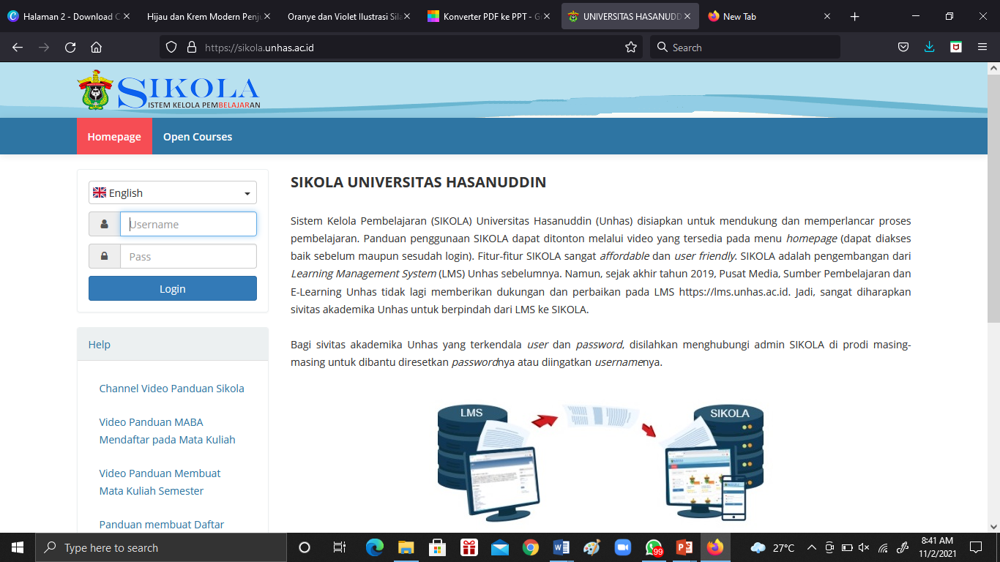 Halaman 2 - Download C
Hijau dan Krem Modern Penju
Oranye dan Violet Ilustrasi Sila
Konverter PDF ke PPT - G
UNIVERSITAS HASANUDD
New Tab
https://sikola.unhas.ac.id
Search
SIKOLA
SISTEM KELOLA PEMBELAJARAN
Homepage
Open Courses
English
Username
Pass
Login
Help
Channel Video Panduan Sikola
Video Panduan MABA
Mendaftar pada Mata Kuliah
Video Panduan Membuat
Mata Kuliah Semester
Panduan membuat Daftar
SIKOLA UNIVERSITAS HASANUDDIN
Sistem Kelola Pembelajaran (SIKOLA) Universitas Hasanuddin (Unhas) disiapkan untuk mendukung dan memperlancar proses
pembelajaran. Panduan penggunaan SIKOLA dapat ditonton melalui video yang tersedia pada menu homepage (dapat diakses
baik sebelum maupun sesudah login). Fitur-fitur SIKOLA sangat affordable dan user friendly. SIKOLA adalah pengembangan dari
Learning Management System (LMS) Unhas sebelumnya. Namun, sejak akhir tahun 2019, Pusat Media, Sumber Pembelajaran dan
E-Learning Unhas tidak lagi memberikan dukungan dan perbaikan pada LMS https://lms.unhas.ac.id. Jadi, sangat diharapkan
sivitas akademika Unhas untuk berpindah dari LMS ke SIKOLA.
Bagi sivitas akademika Unhas yang terkendala user dan password, disilahkan menghubungi admin SIKOLA di prodi masing-
masing untuk dibantu diresetkan passwordnya atau diingatkan usernamenya.
LMS
SIKOLA
Type here to search
99
27°C
8:41 AM
11/2/2021